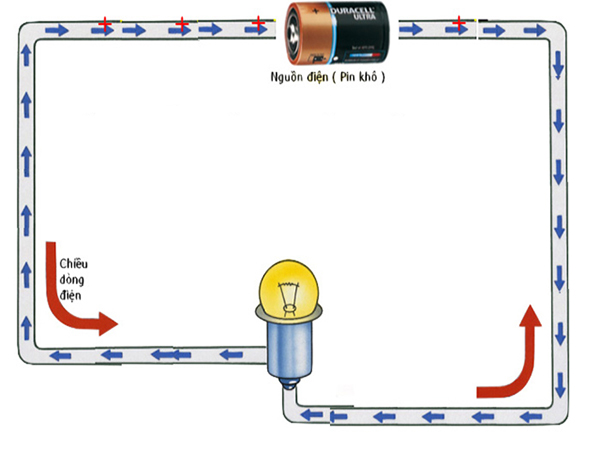 + + + + DURACELL
ULTRA
+
Nguồn điện ( Pin khô )
Chiều
dòng
điện